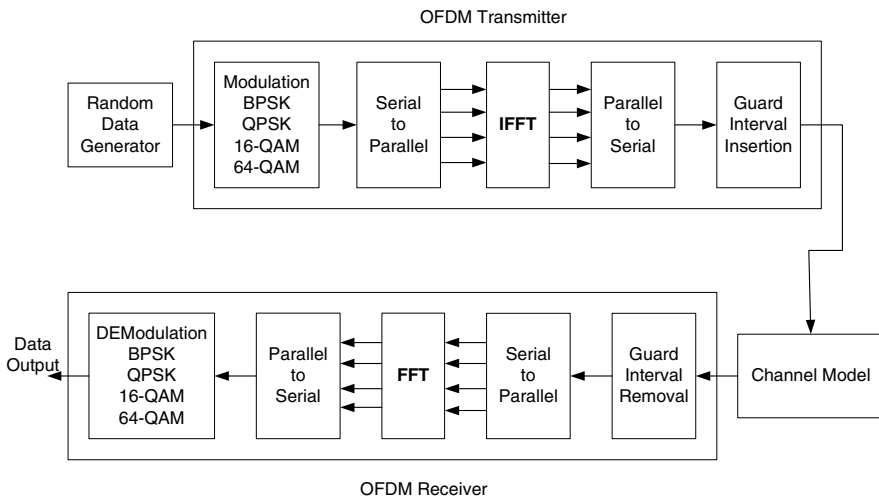 OFDM Transmitter
Random
Data
Generator
Modulation
BPSK
QPSK
16-QAM
64-QAM
Serial
to
Parallel
IFFT
Parallel
to
Serial
Guard
Interval
Insertion
Data
Output
DEModulation
BPSK
QPSK
16-QAM
64-QAM
Parallel
to
Serial
FFT
Serial
to
Parallel
Guard
Interval
Removal
Channel Model
OFDM Receiver